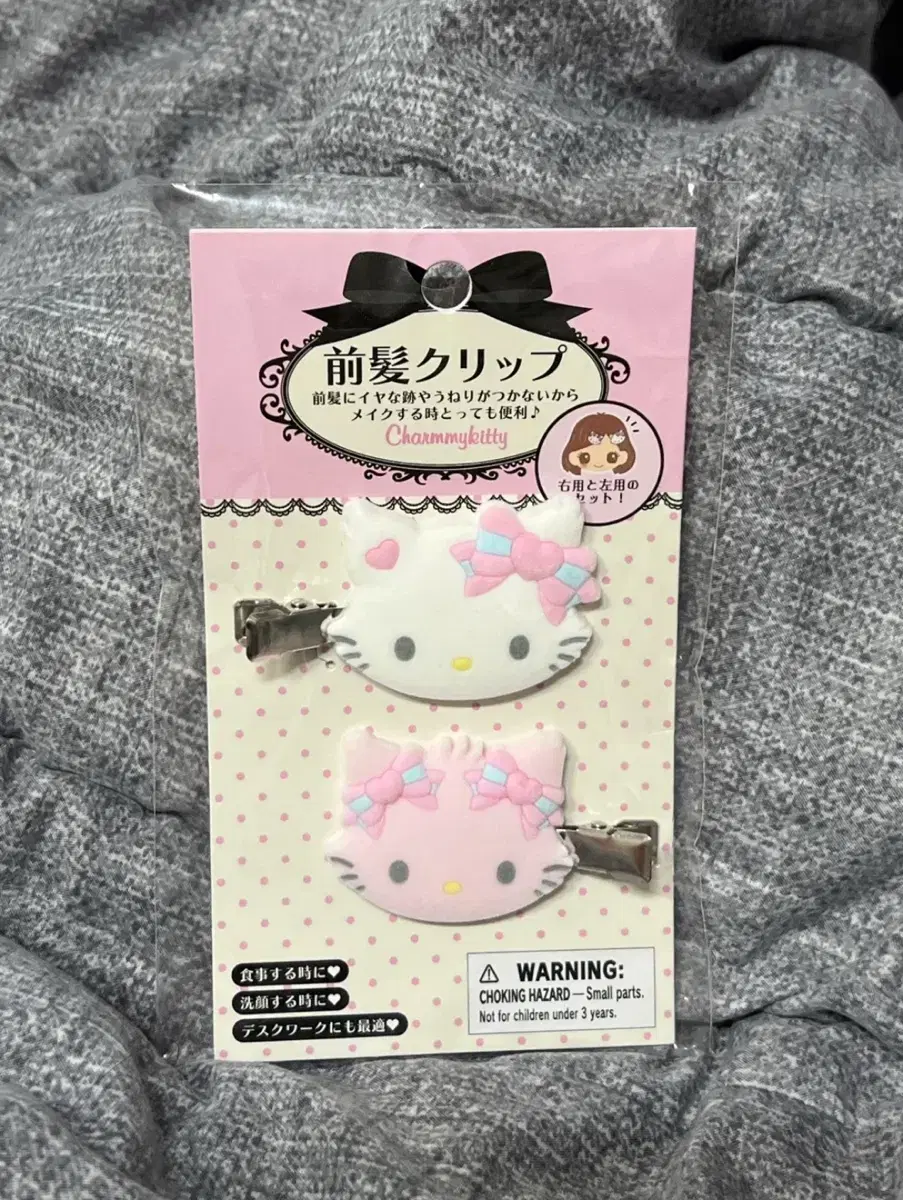 前髪クリップ
前髪にイヤな跡やうねりがつかないから
メイクする時とっても便利♪
Charmmykitty
右用と左用の
セット!
食事する時に♥
洗顔する時に♥
デスクワークにも最適♥
⚠ WARNING:
CHOKING HAZARD — Small parts.
Not for children under 3 years.